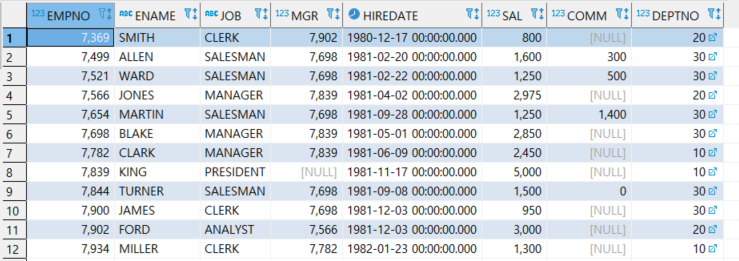 123 EMPNO ABC ENAME ABC JOB 123 MGR HIREDATE 123 SAL 123 COMM 123 DEPTNO
1 7,369 SMITH CLERK 7,902 1980-12-17 00:00:00.000 800 [NULL] 20
2 7,499 ALLEN SALESMAN 7,698 1981-02-20 00:00:00.000 1,600 300 30
3 7,521 WARD SALESMAN 7,698 1981-02-22 00:00:00.000 1,250 500 30
4 7,566 JONES MANAGER 7,839 1981-04-02 00:00:00.000 2,975 [NULL] 20
5 7,654 MARTIN SALESMAN 7,698 1981-09-28 00:00:00.000 1,250 1,400 30
6 7,698 BLAKE MANAGER 7,839 1981-05-01 00:00:00.000 2,850 [NULL] 30
7 7,782 CLARK MANAGER 7,839 1981-06-09 00:00:00.000 2,450 [NULL] 10
8 7,839 KING PRESIDENT [NULL] 1981-11-17 00:00:00.000 5,000 [NULL] 10
9 7,844 TURNER SALESMAN 7,698 1981-09-08 00:00:00.000 1,500 0 30
10 7,900 JAMES CLERK 7,698 1981-12-03 00:00:00.000 950 [NULL] 30
11 7,902 FORD ANALYST 7,566 1981-12-03 00:00:00.000 3,000 [NULL] 20
12 7,934 MILLER CLERK 7,782 1982-01-23 00:00:00.000 1,300 [NULL] 10